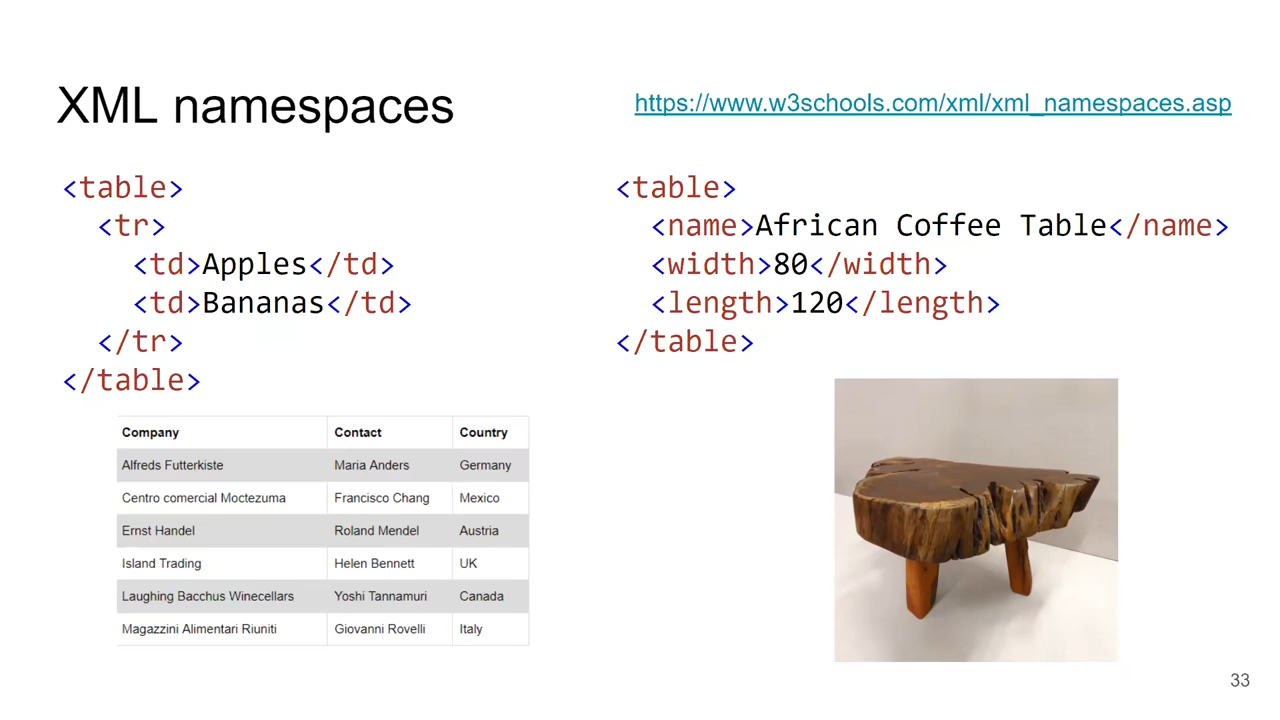 XML namespaces
https://www.w3schools.com/xml/xml_namespaces.asp
<table>
  <tr>
    <td>Apples</td>
    <td>Bananas</td>
  </tr>
</table>
<table>
  <name>African Coffee Table</name>
  <width>80</width>
  <length>120</length>
</table>
Company Contact Country
Alfreds Futterkiste Maria Anders Germany
Centro comercial Moctezuma Francisco Chang Mexico
Ernst Handel Roland Mendel Austria
Island Trading Helen Bennett UK
Laughing Bacchus Winecellars Yoshi Tannamuri Canada
Magazzini Alimentari Riuniti Giovanni Rovelli Italy
33